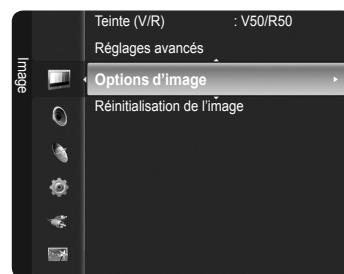 Image
Teinte (V/R) : V50/R50
Réglages avancés
Options d’image
Réinitialisation de l’image